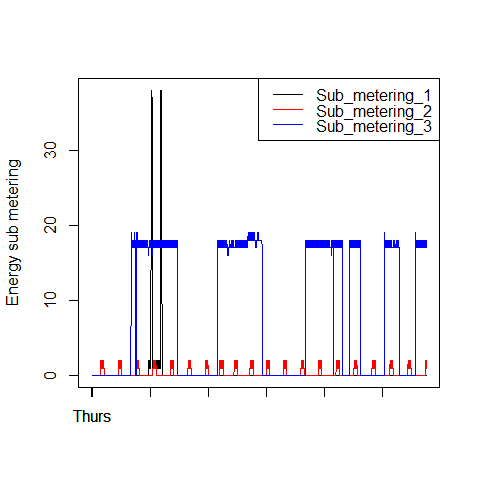 Sub_metering_1
Sub_metering_2
Sub_metering_3
Energy sub metering
30
20
10
0
Thurs